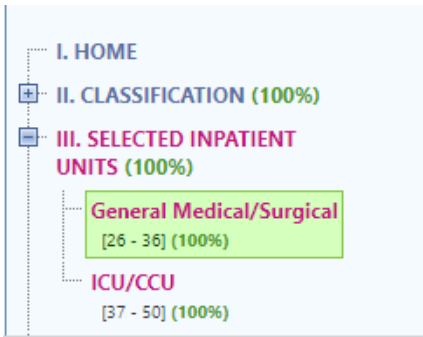 I. HOME
II. CLASSIFICATION (100%)
III. SELECTED INPATIENT
UNITS (100%)
General Medical/Surgical
[26 - 36] (100%)
ICU/CCU
[37 - 50] (100%)